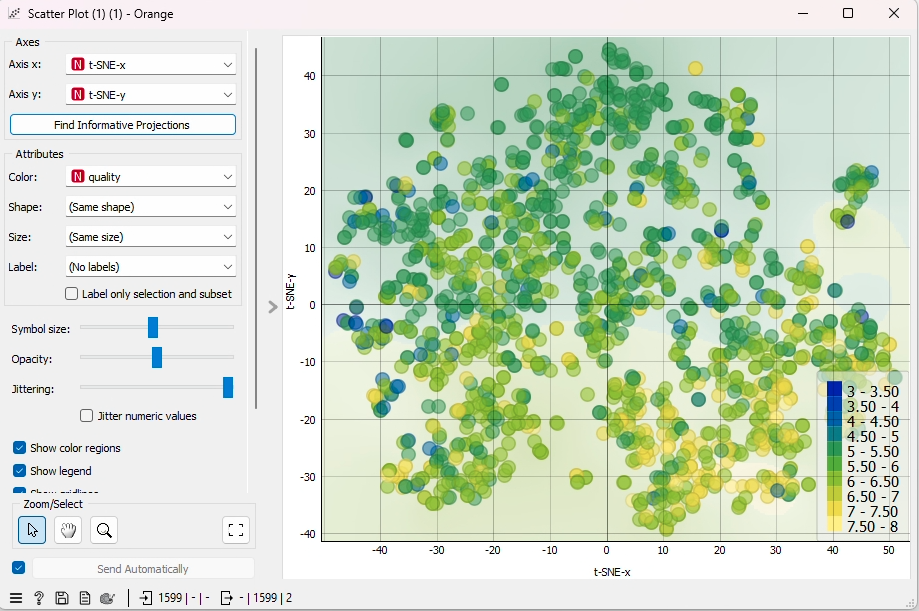 Scatter Plot (1) (1) - Orange
Axes
Axis x: N t-SNE-x
Axis y: N t-SNE-y
Find Informative Projections
Attributes
Color: N quality
Shape: (Same shape)
Size: (Same size)
Label: (No labels)
Label only selection and subset
Symbol size:
Opacity:
Jittering:
Jitter numeric values
Show color regions
Show legend
Show gridlines
Zoom/Select
Send Automatically
1599 | - | - - | 1599 | 2
t-SNE-y
40
30
20
10
0
-10
-20
-30
-40
-40 -30 -20 -10 0 10 20 30 40 50
t-SNE-x
3 - 3.50
3.50 - 4
4 - 4.50
4.50 - 5
5 - 5.50
5.50 - 6
6 - 6.50
6.50 - 7
7 - 7.50
7.50 - 8